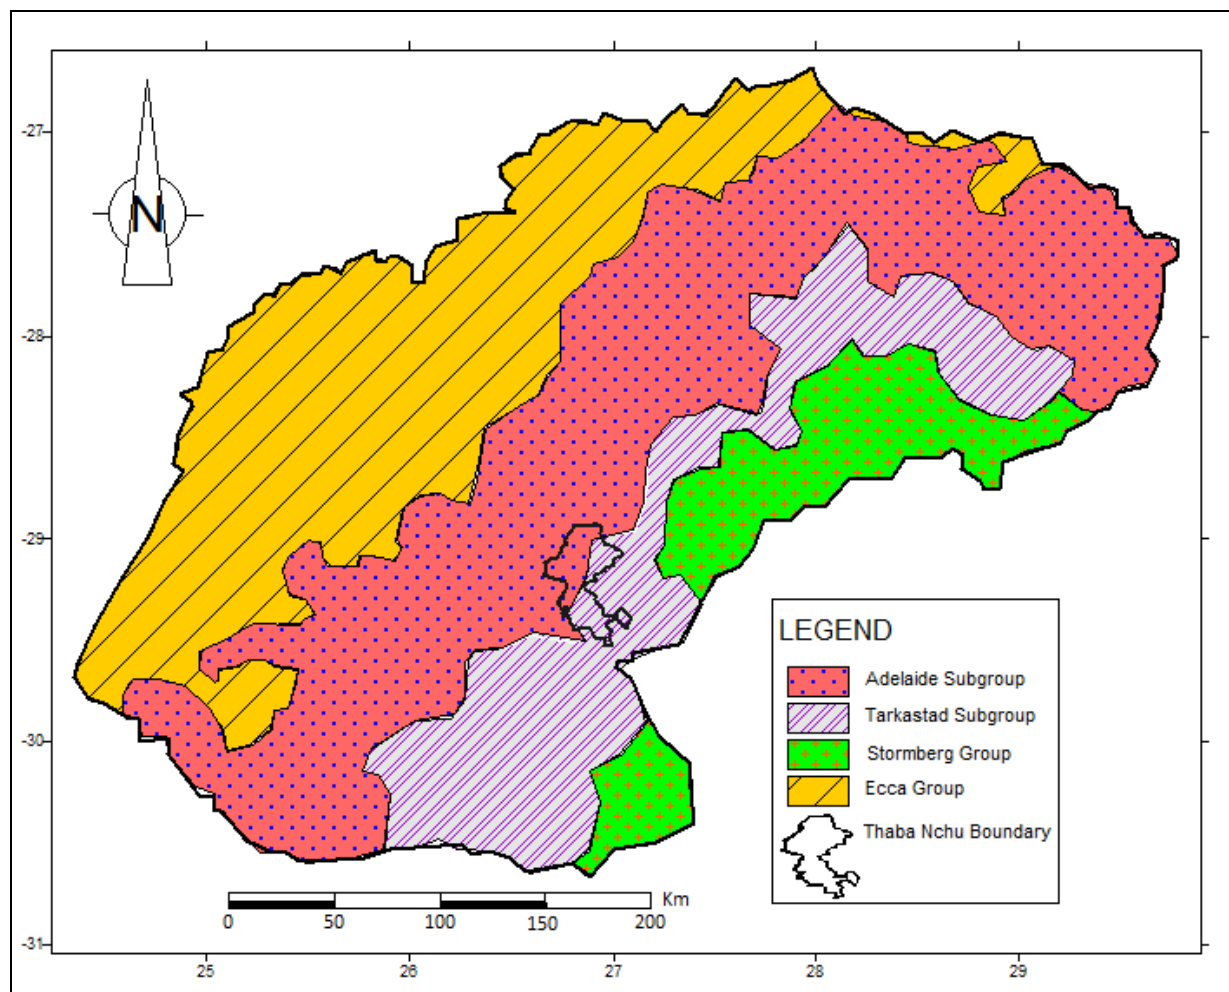 N
-27
-28
-29
-30
-31
25
26
27
28
29
0
50
100
150
200
Km
LEGEND
Adelaide Subgroup
Tarkastad Subgroup
Stormberg Group
Ecca Group
Thaba Nchu Boundary